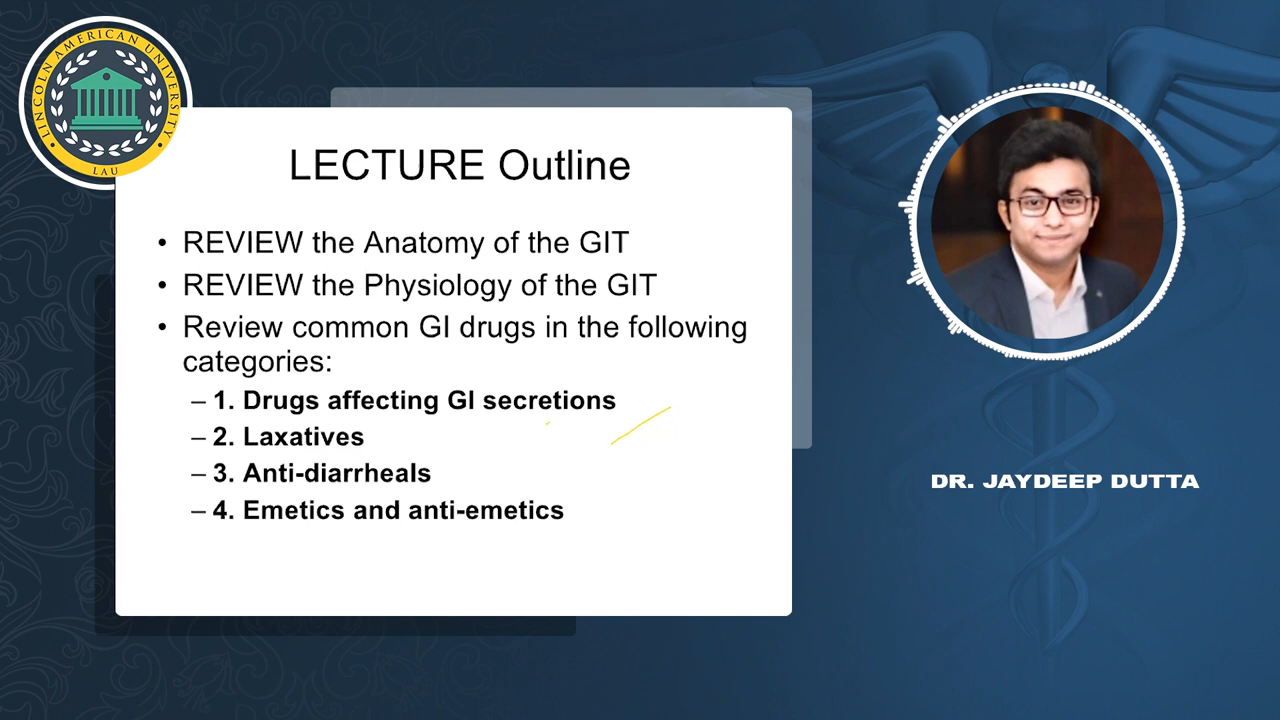 LINCOLN AMERICAN UNIVERSITY
LAU
LECTURE Outline
• REVIEW the Anatomy of the GIT
• REVIEW the Physiology of the GIT
• Review common GI drugs in the following
categories:
– 1. Drugs affecting GI secretions
– 2. Laxatives
– 3. Anti-diarrheals
– 4. Emetics and anti-emetics
DR. JAYDEEP DUTTA